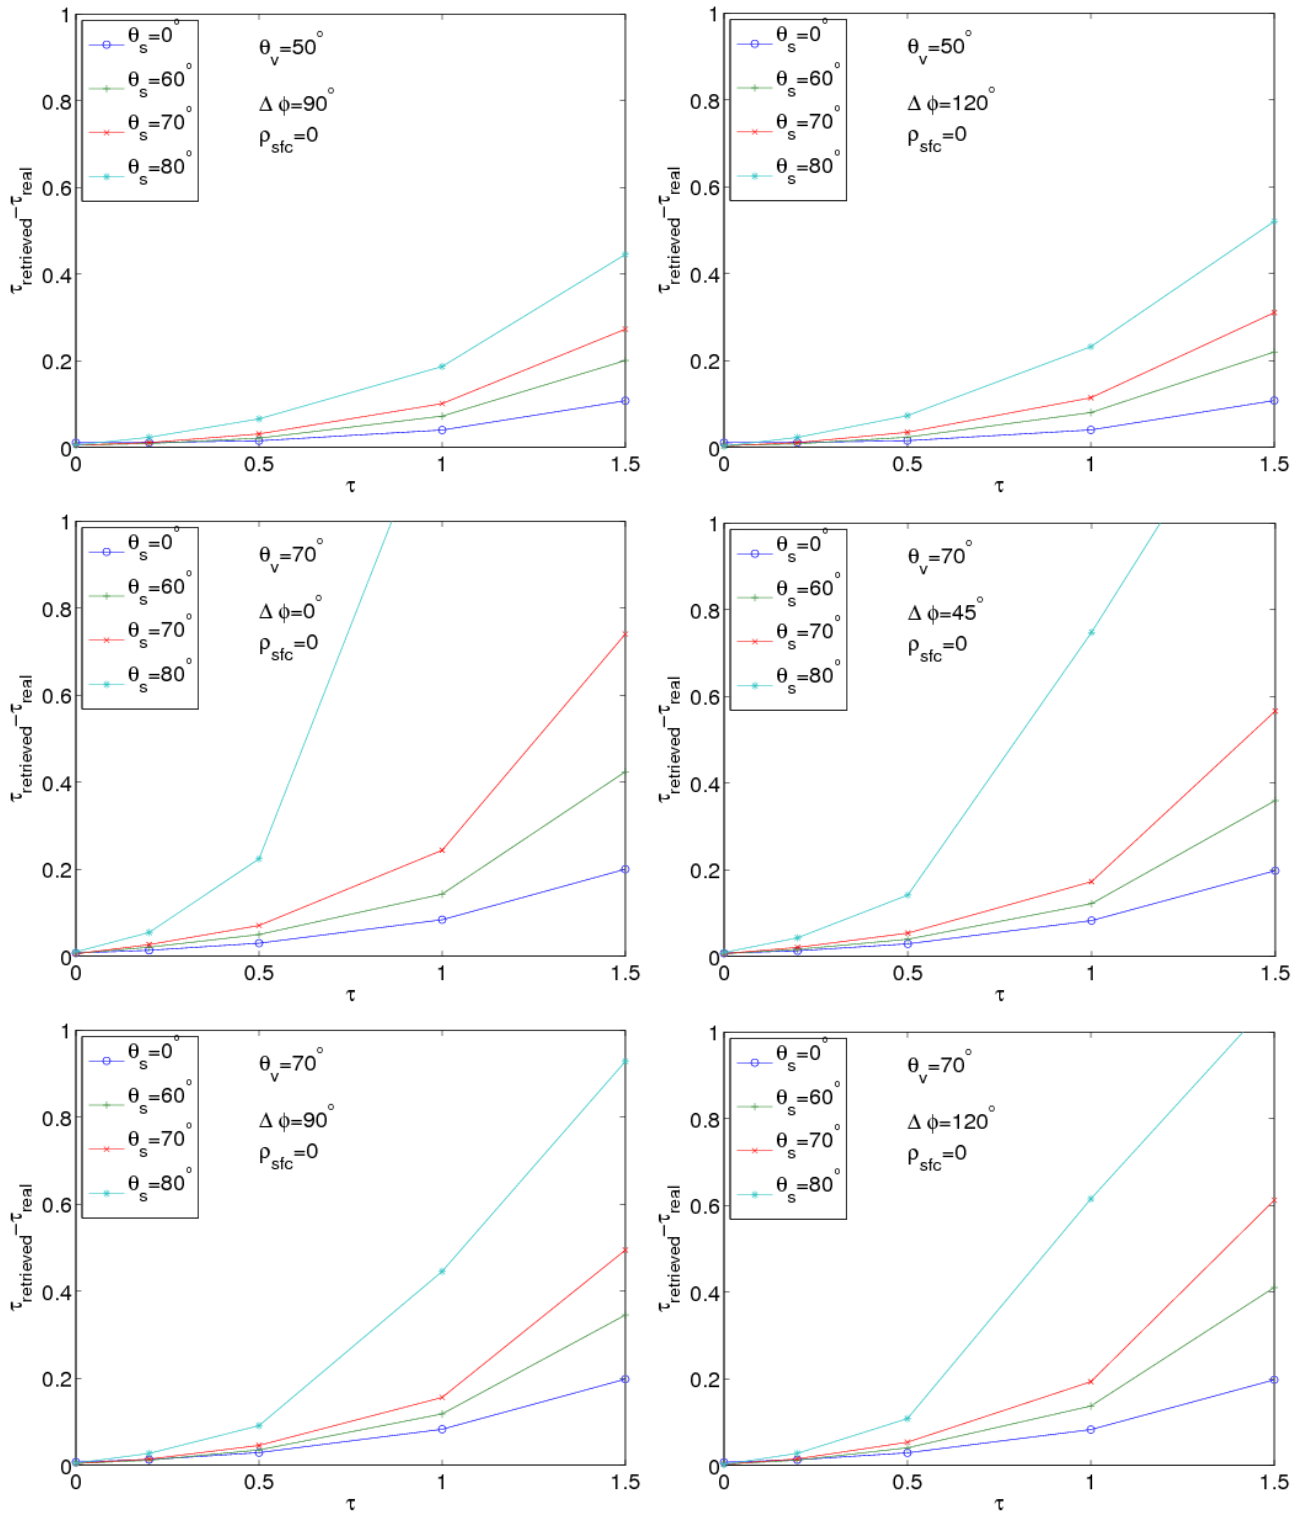 1
θs=0°
θv=50°
θs=60°
0.8
Δ ϕ=90°
θs=70°
ρsfc=0
θs=80°
0.6
0.4
0.2
0
0 0.5 1 1.5
τretrieved−τreal
τ
1
θs=0°
θv=50°
θs=60°
0.8
Δ ϕ=120°
θs=70°
ρsfc=0
θs=80°
0.6
0.4
0.2
0
0 0.5 1 1.5
τretrieved−τreal
τ
1
θs=0°
θv=70°
θs=60°
0.8
Δ ϕ=0°
θs=70°
ρsfc=0
θs=80°
0.6
0.4
0.2
0
0 0.5 1 1.5
τretrieved−τreal
τ
1
θs=0°
θv=70°
θs=60°
0.8
Δ ϕ=45°
θs=70°
ρsfc=0
θs=80°
0.6
0.4
0.2
0
0 0.5 1 1.5
τretrieved−τreal
τ
1
θs=0°
θv=70°
θs=60°
0.8
Δ ϕ=90°
θs=70°
ρsfc=0
θs=80°
0.6
0.4
0.2
0
0 0.5 1 1.5
τretrieved−τreal
τ
1
θs=0°
θv=70°
θs=60°
0.8
Δ ϕ=120°
θs=70°
ρsfc=0
θs=80°
0.6
0.4
0.2
0
0 0.5 1 1.5
τretrieved−τreal
τ